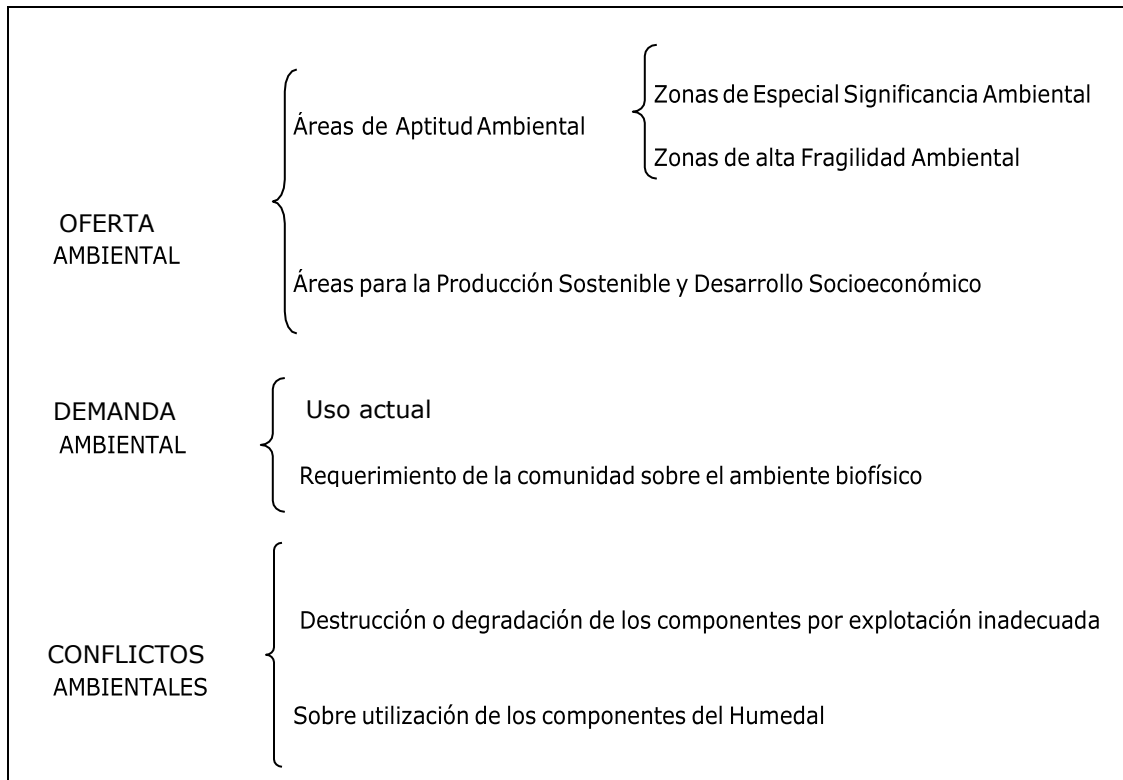 OFERTA
AMBIENTAL
Áreas de Aptitud Ambiental
Zonas de Especial Significancia Ambiental
Zonas de alta Fragilidad Ambiental
Áreas para la Producción Sostenible y Desarrollo Socioeconómico
DEMANDA
AMBIENTAL
Uso actual
Requerimiento de la comunidad sobre el ambiente biofísico
CONFLICTOS
AMBIENTALES
Destrucción o degradación de los componentes por explotación inadecuada
Sobre utilización de los componentes del Humedal